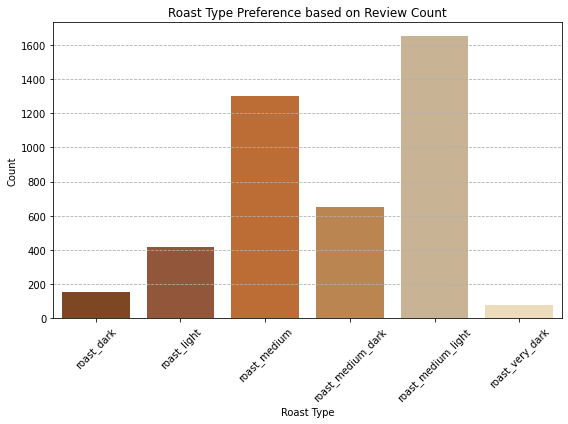 Roast Type Preference based on Review Count
Count
1600
1400
1200
1000
800
600
400
200
0
roast_dark
roast_light
roast_medium
roast_medium_dark
roast_medium_light
roast_very_dark
Roast Type